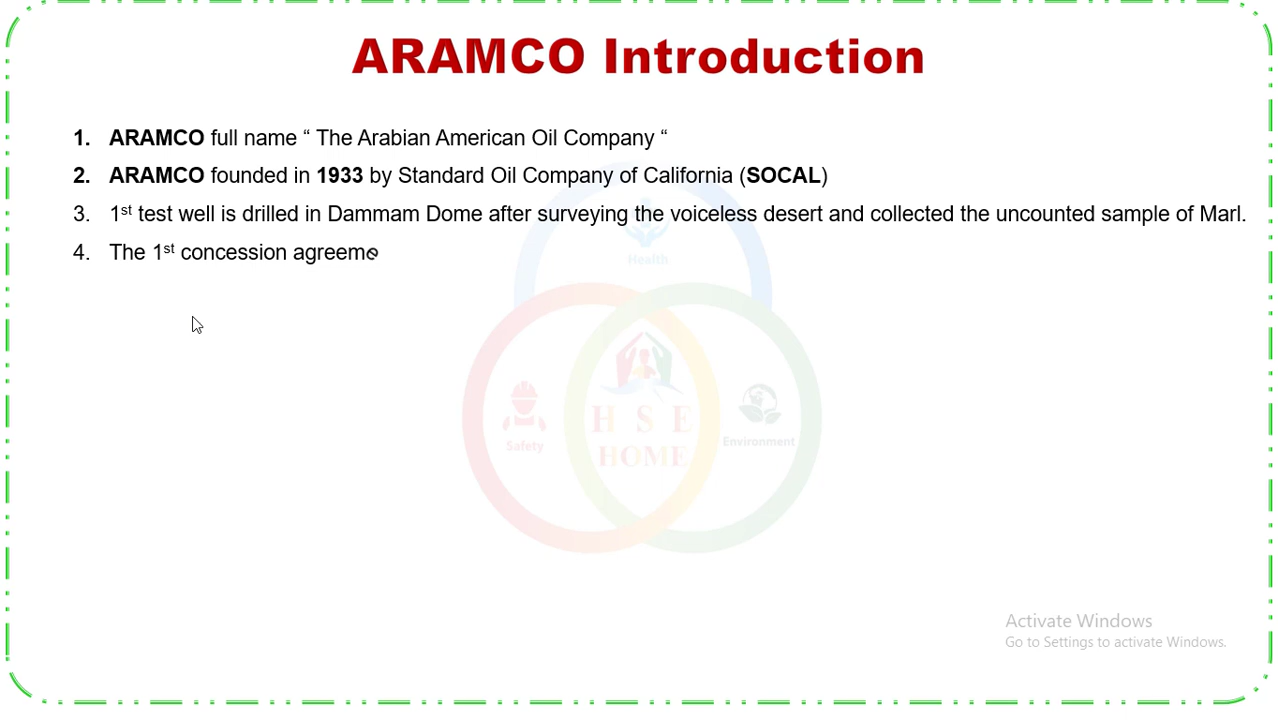 ARAMCO Introduction
1. ARAMCO full name “ The Arabian American Oil Company “
2. ARAMCO founded in 1933 by Standard Oil Company of California (SOCAL)
3. 1st test well is drilled in Dammam Dome after surveying the voiceless desert and collected the uncounted sample of Marl.
4. The 1st concession agreeme
Health
Safety
H S E
HOME
Environment
Activate Windows
Go to Settings to activate Windows.